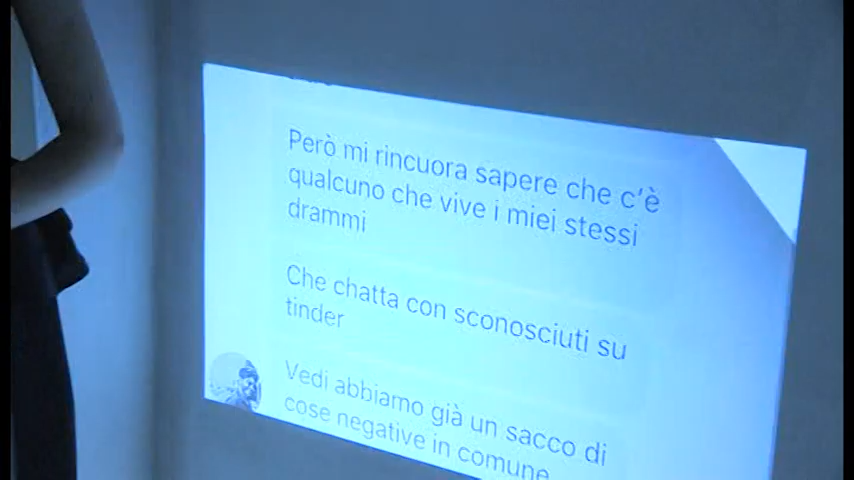 Però mi rincuora sapere che c'è
qualcuno che vive i miei stessi
drammi
Che chatta con sconosciuti su
tinder
Vedi abbiamo già un sacco di
cose negative in comune